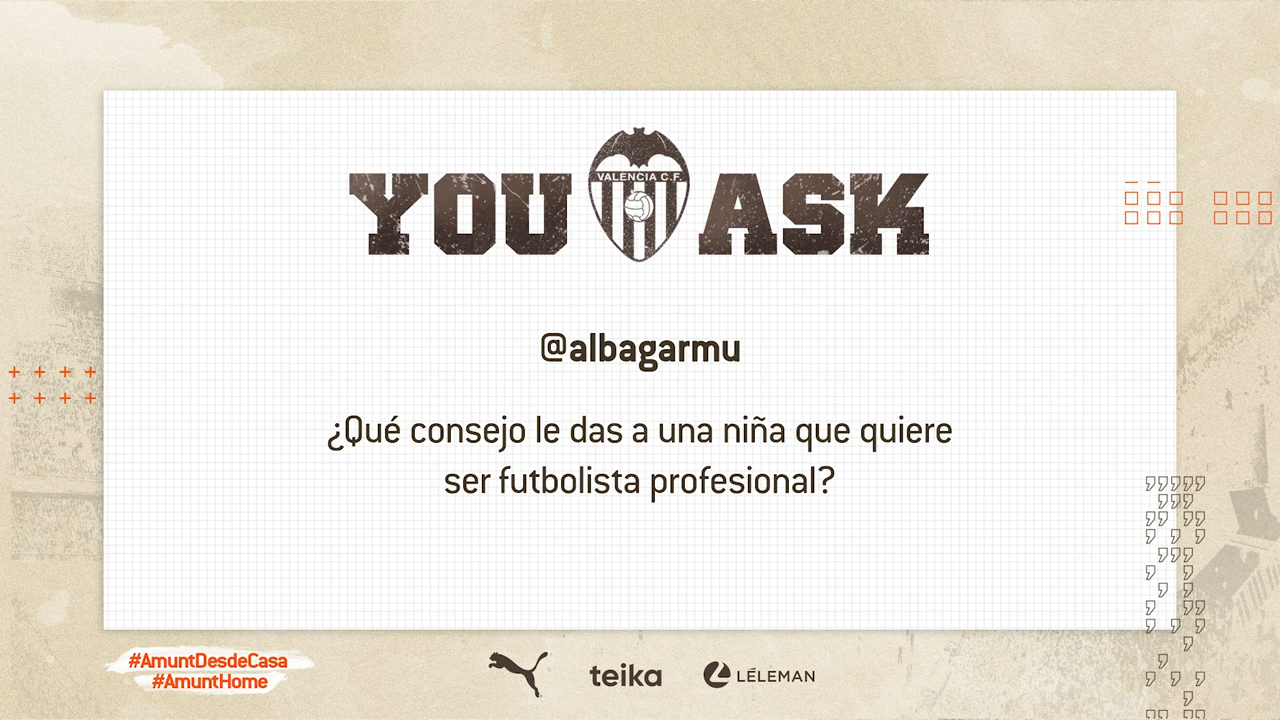 YOU ASK
VALENCIA C.F.
@albagarmu
¿Qué consejo le das a una niña que quiere
ser futbolista profesional?
#AmuntDesdeCasa
#AmuntHome
teika
LÉLEMAN